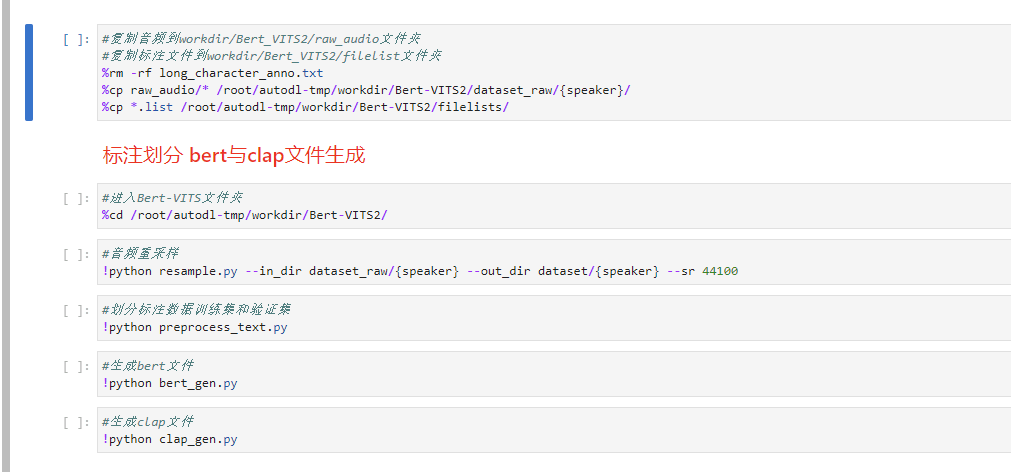 [ ]: #复制音频到workdir/Bert_VITS2/raw_audio文件夹
#复制标注文件到workdir/Bert_VITS2/filelist文件夹
%rm -rf long_character_anno.txt
%cp raw_audio/* /root/autodl-tmp/workdir/Bert-VITS2/dataset_raw/{speaker}/
%cp *.list /root/autodl-tmp/workdir/Bert-VITS2/filelists/
标注划分 bert与clap文件生成
[ ]: #进入Bert-VITS文件夹
%cd /root/autodl-tmp/workdir/Bert-VITS2/
[ ]: #音频重采样
!python resample.py --in_dir dataset_raw/{speaker} --out_dir dataset/{speaker} --sr 44100
[ ]: #划分标注数据训练集和验证集
!python preprocess_text.py
[ ]: #生成bert文件
!python bert_gen.py
[ ]: #生成clap文件
!python clap_gen.py